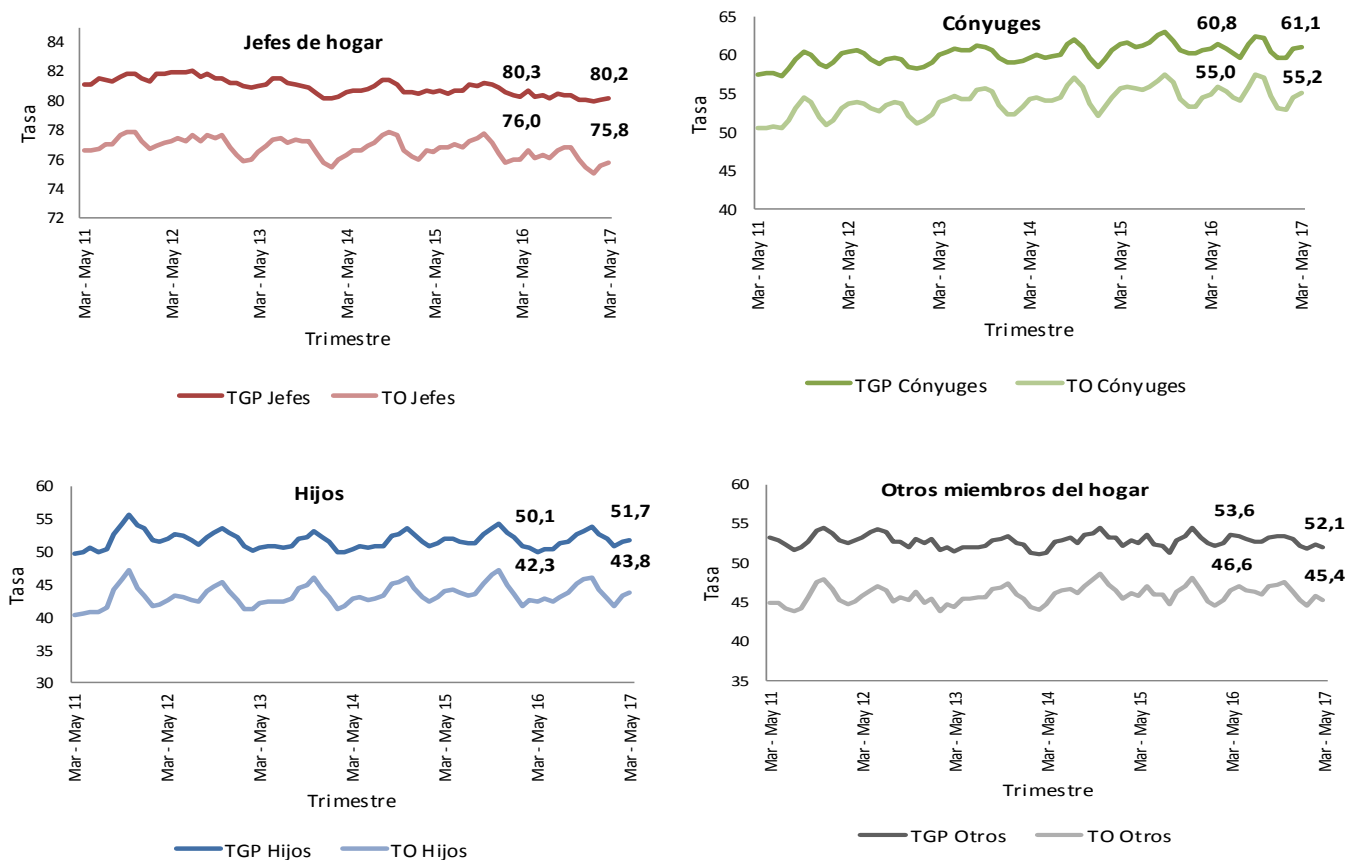 Jefes de hogar
Tasa
84
82
80
78
76
74
72
80,3
80,2
76,0
75,8
Mar - May 11
Mar - May 12
Mar - May 13
Mar - May 14
Mar - May 15
Mar - May 16
Mar - May 17
Trimestre
TGP Jefes
TO Jefes
Cónyuges
Tasa
65
60
55
50
45
40
60,8
61,1
55,0
55,2
Mar - May 11
Mar - May 12
Mar - May 13
Mar - May 14
Mar - May 15
Mar - May 16
Mar - May 17
Trimestre
TGP Cónyuges
TO Cónyuges
Hijos
Tasa
60
55
50
45
40
35
30
50,1
51,7
42,3
43,8
Mar - May 11
Mar - May 12
Mar - May 13
Mar - May 14
Mar - May 15
Mar - May 16
Mar - May 17
Trimestre
TGP Hijos
TO Hijos
Otros miembros del hogar
Tasa
60
55
50
45
40
35
53,6
52,1
46,6
45,4
Mar - May 11
Mar - May 12
Mar - May 13
Mar - May 14
Mar - May 15
Mar - May 16
Mar - May 17
Trimestre
TGP Otros
TO Otros